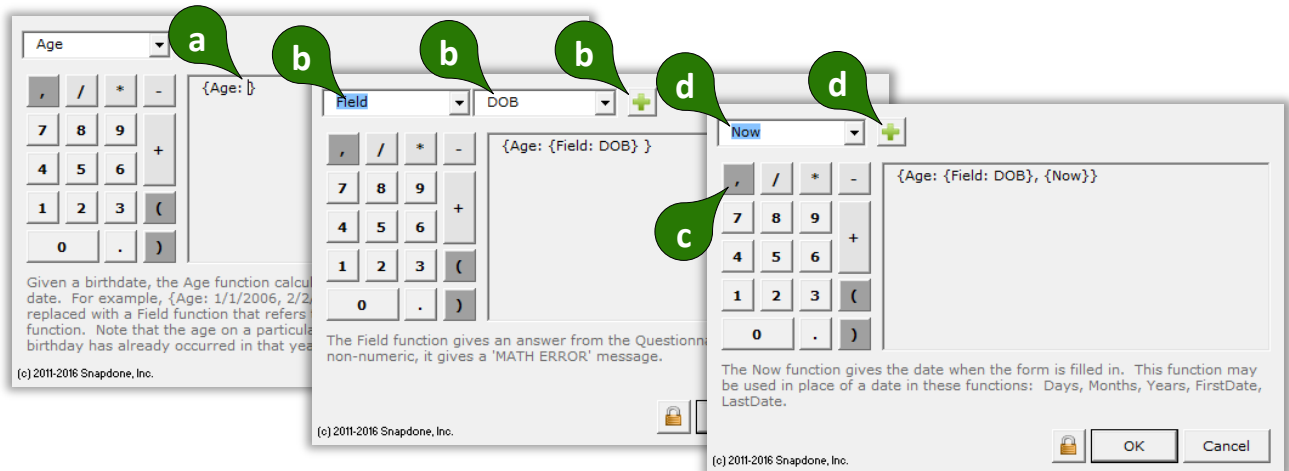 a
b
b
b
d
d
c
Age
{Age: }
, / * -
7 8 9
+
4 5 6
1 2 3 (
0 . )
Given a birthdate, the Age function calcul
date. For example, {Age: 1/1/2006, 2/2/
replaced with a Field function that refers
function. Note that the age on a particula
birthday has already occurred in that yea
(c) 2011-2016 Snapdone, Inc.
Field
DOB
{Age: {Field: DOB} }
, / * -
7 8 9
+
4 5 6
1 2 3 (
0 . )
The Field function gives an answer from the Questionna
non-numeric, it gives a 'MATH ERROR' message.
(c) 2011-2016 Snapdone, Inc.
Now
{Age: {Field: DOB}, {Now}}
, / * -
7 8 9
+
4 5 6
1 2 3 (
0 . )
The Now function gives the date when the form is filled in. This function may
be used in place of a date in these functions: Days, Months, Years, FirstDate,
LastDate.
OK
Cancel
(c) 2011-2016 Snapdone, Inc.